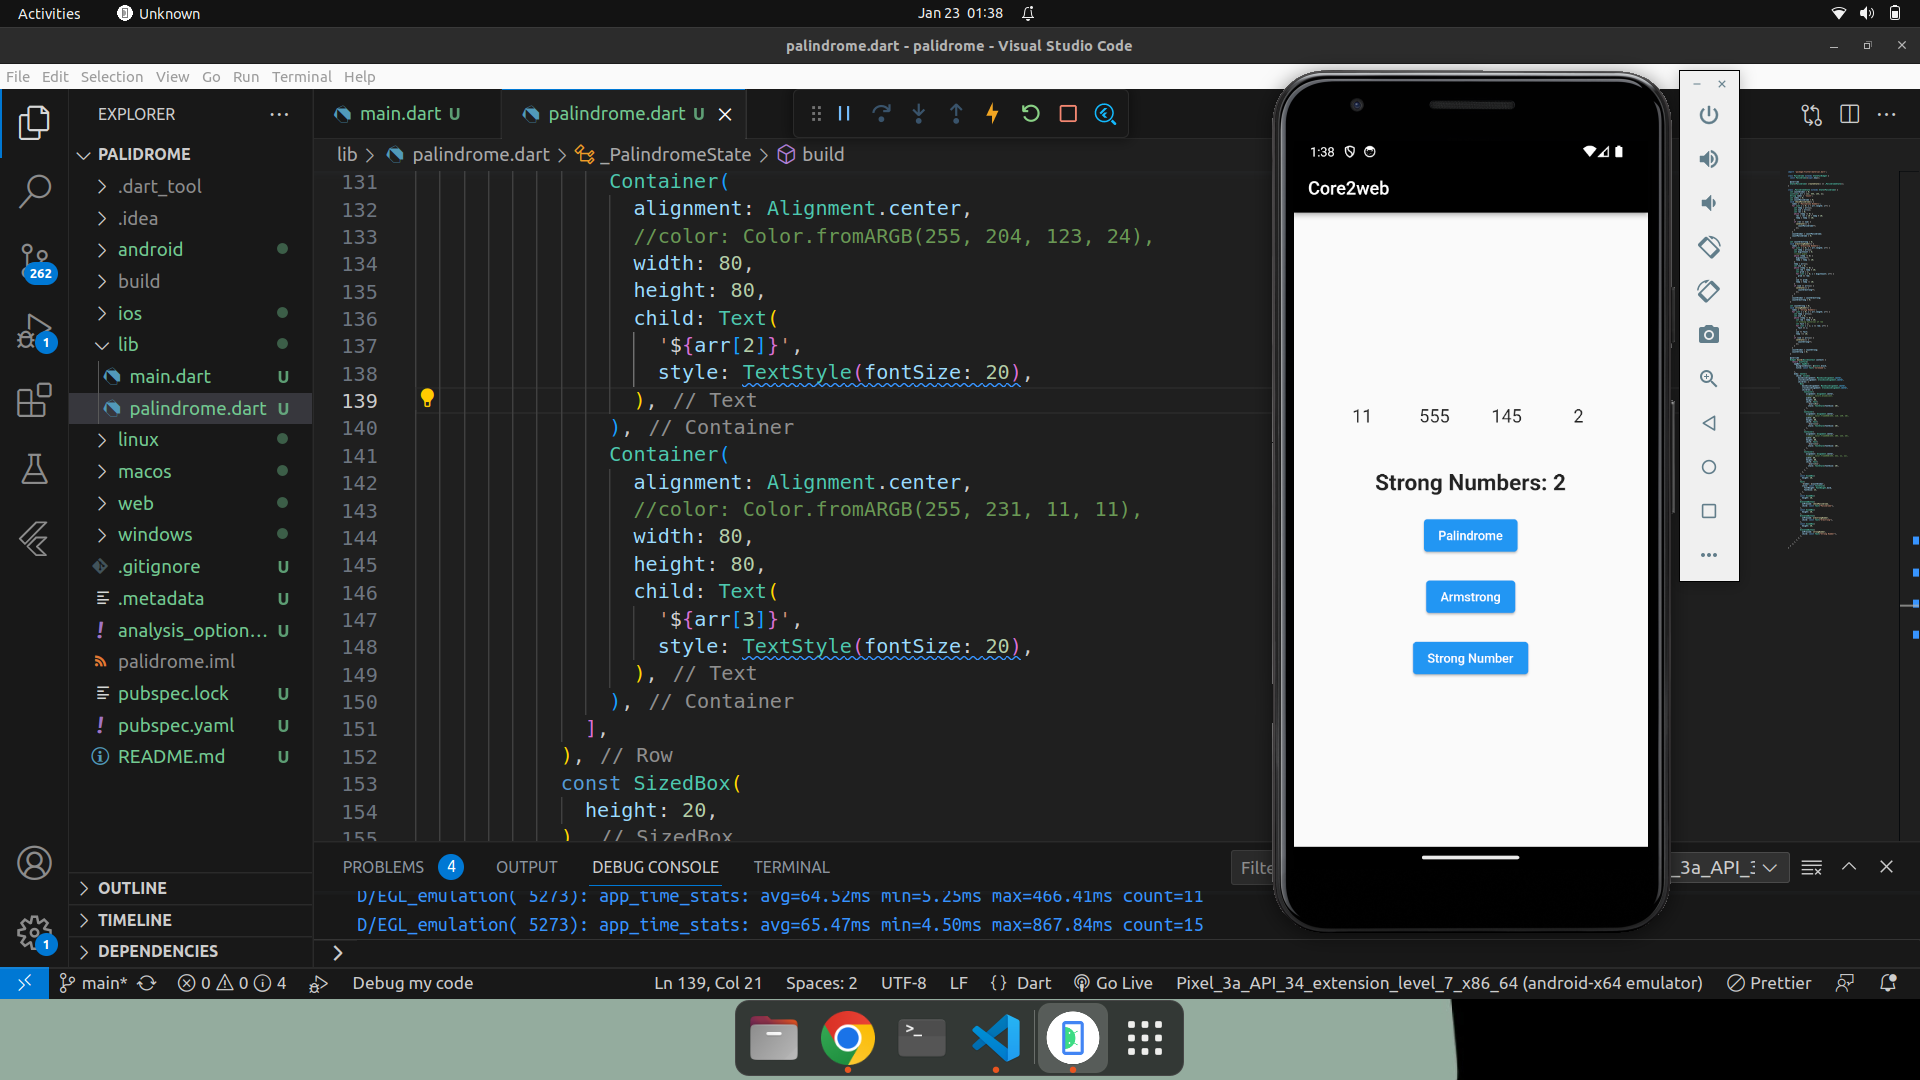 Activities
Unknown
Jan 23 01:38
palindrome.dart - palidrome - Visual Studio Code
File Edit Selection View Go Run Terminal Help
EXPLORER
PALIDROME
.dart_tool
.idea
android
build
ios
lib
main.dart U
palindrome.dart U
linux
macos
web
windows
.gitignore U
.metadata U
analysis_option... U
palidrome.iml
pubspec.lock U
pubspec.yaml U
README.md U
OUTLINE
TIMELINE
DEPENDENCIES
262
1
1
main.dart U
palindrome.dart U
lib > palindrome.dart > _PalindromeState > build
131 Container(
132 alignment: Alignment.center,
133 //color: Color.fromARGB(255, 204, 123, 24),
134 width: 80,
135 height: 80,
136 child: Text(
137 '${arr[2]}',
138 style: TextStyle(fontSize: 20),
139 ), // Text
140 ), // Container
141 Container(
142 alignment: Alignment.center,
143 //color: Color.fromARGB(255, 231, 11, 11),
144 width: 80,
145 height: 80,
146 child: Text(
147 '${arr[3]}',
148 style: TextStyle(fontSize: 20),
149 ), // Text
150 ), // Container
151 ],
152 ), // Row
153 const SizedBox(
154 height: 20,
155 ) // SizedBox
PROBLEMS 4 OUTPUT DEBUG CONSOLE TERMINAL
Filte
_3a_API_3
D/EGL_emulation( 5273): app_time_stats: avg=64.52ms min=5.25ms max=466.41ms count=11
D/EGL_emulation( 5273): app_time_stats: avg=65.47ms min=4.50ms max=867.84ms count=15
>
main* 0 0 4 Debug my code Ln 139, Col 21 Spaces: 2 UTF-8 LF {} Dart Go Live Pixel_3a_API_34_extension_level_7_x86_64 (android-x64 emulator) Prettier
1:38
Core2web
11 555 145 2
Strong Numbers: 2
Palindrome
Armstrong
Strong Number